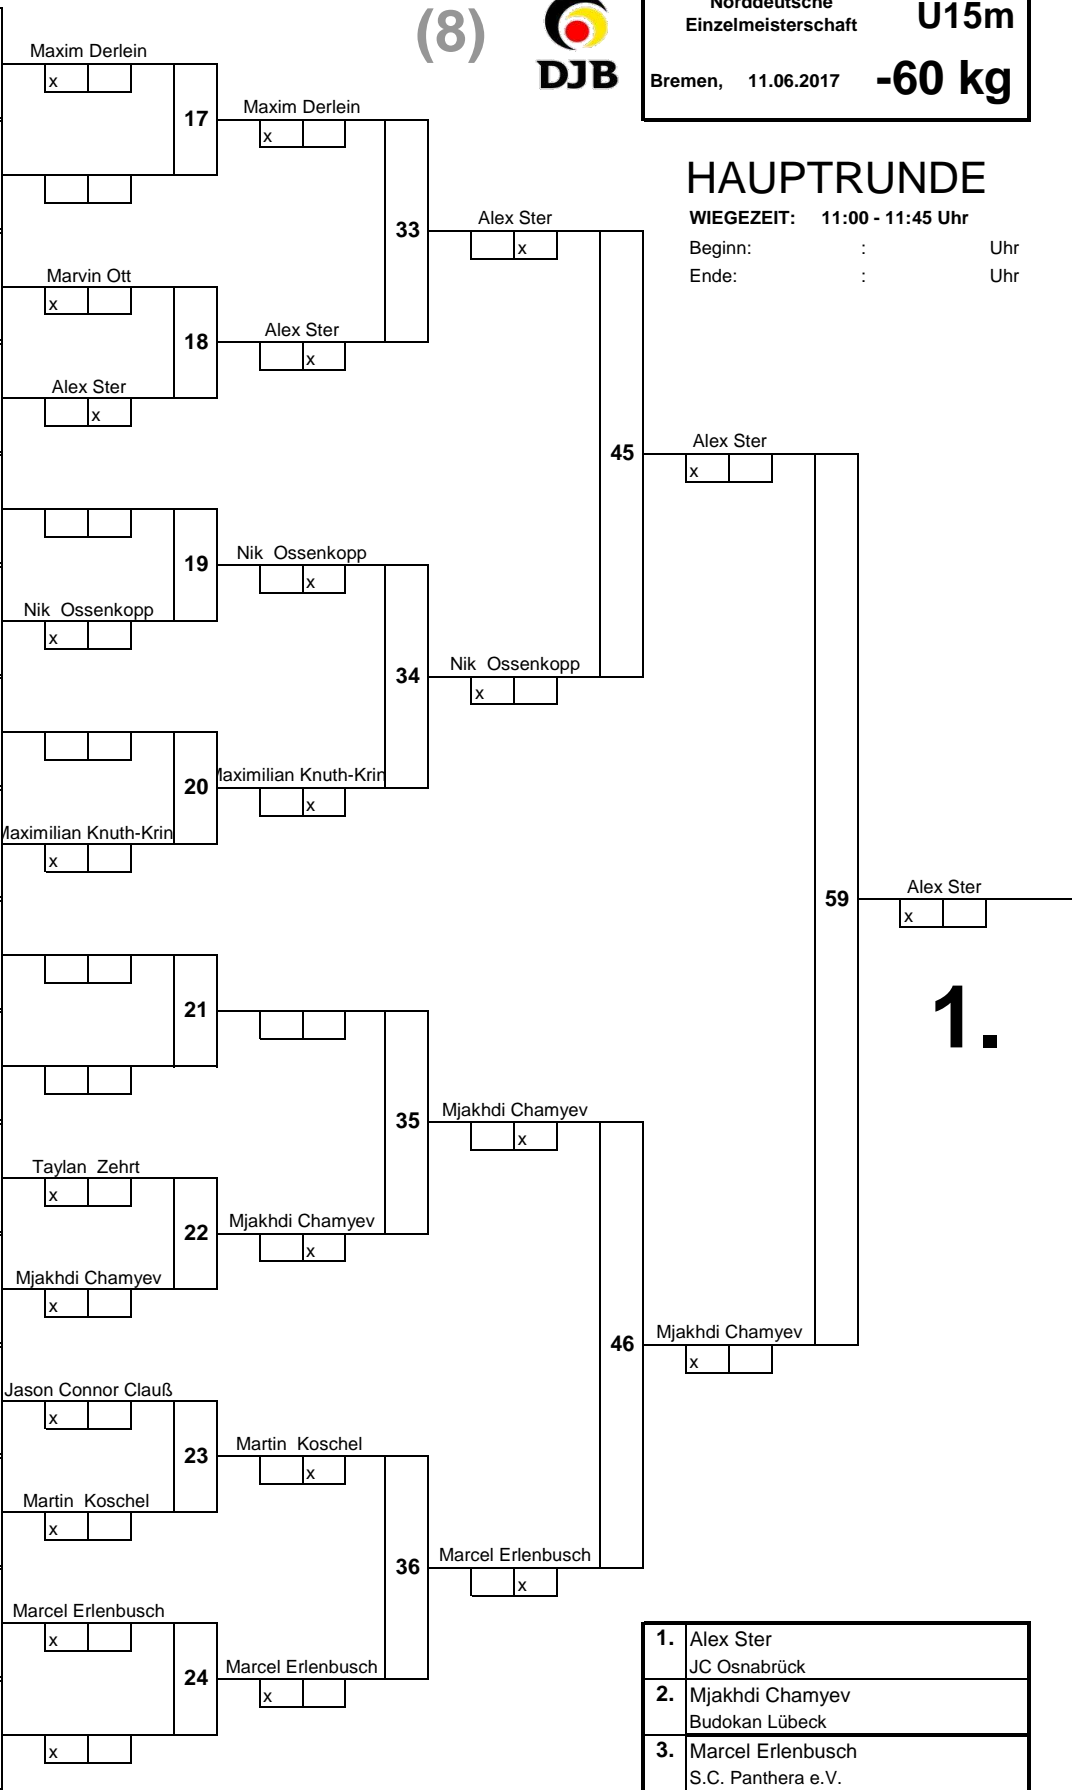 (8)
DJB
Norddeutsche
Einzelmeisterschaft
U15m
Bremen, 11.06.2017
-60 kg
HAUPTRUNDE
WIEGEZEIT: 11:00 - 11:45 Uhr
Beginn: : Uhr
Ende: : Uhr
Maxim Derlein
x
17
Maxim Derlein
x
33
Alex Ster
x
Marvin Ott
x
18
Alex Ster
x
Alex Ster
x
45
Alex Ster
x
19
Nik Ossenkopp
x
Nik Ossenkopp
x
34
Nik Ossenkopp
x
20
Maximilian Knuth-Krin
x
Maximilian Knuth-Krin
x
59
Alex Ster
x
1.
21
35
Mjakhdi Chamyev
x
Taylan Zehrt
x
22
Mjakhdi Chamyev
x
Mjakhdi Chamyev
x
46
Mjakhdi Chamyev
x
Jason Connor Clauß
x
23
Martin Koschel
x
Martin Koschel
x
36
Marcel Erlenbusch
x
Marcel Erlenbusch
x
24
Marcel Erlenbusch
x
x
1. Alex Ster
JC Osnabrück
2. Mjakhdi Chamyev
Budokan Lübeck
3. Marcel Erlenbusch
S.C. Panthera e.V.